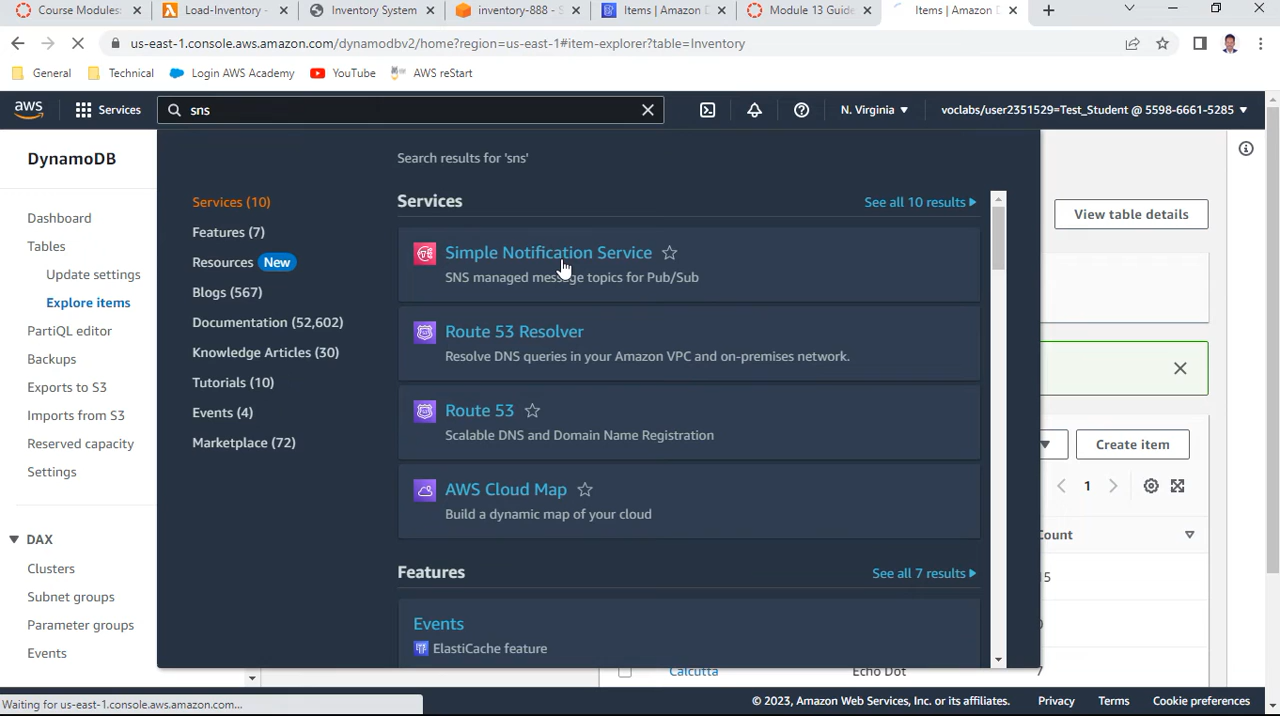 Course Modules:
Load-Inventory -
Inventory System
inventory-888 - S
Items | Amazon D
Module 13 Guide
Items | Amazon D
us-east-1.console.aws.amazon.com/dynamodbv2/home?region=us-east-1#item-explorer?table=Inventory
General
Technical
Login AWS Academy
YouTube
AWS reStart
aws
Services
sns
N. Virginia
voclabs/user2351529=Test_Student @ 5598-6661-5285
DynamoDB
Dashboard
Tables
Update settings
Explore items
PartiQL editor
Backups
Exports to S3
Imports from S3
Reserved capacity
Settings
DAX
Clusters
Subnet groups
Parameter groups
Events
Search results for 'sns'
Services (10)
Features (7)
Resources New
Blogs (567)
Documentation (52,602)
Knowledge Articles (30)
Tutorials (10)
Events (4)
Marketplace (72)
Services
See all 10 results
Simple Notification Service
SNS managed message topics for Pub/Sub
Route 53 Resolver
Resolve DNS queries in your Amazon VPC and on-premises network.
Route 53
Scalable DNS and Domain Name Registration
AWS Cloud Map
Build a dynamic map of your cloud
Features
See all 7 results
Events
ElastiCache feature
View table details
Create item
1
Count
15
Calcutta
Echo Dot
7
Waiting for us-east-1.console.aws.amazon.com...
© 2023, Amazon Web Services, Inc. or its affiliates.
Privacy
Terms
Cookie preferences